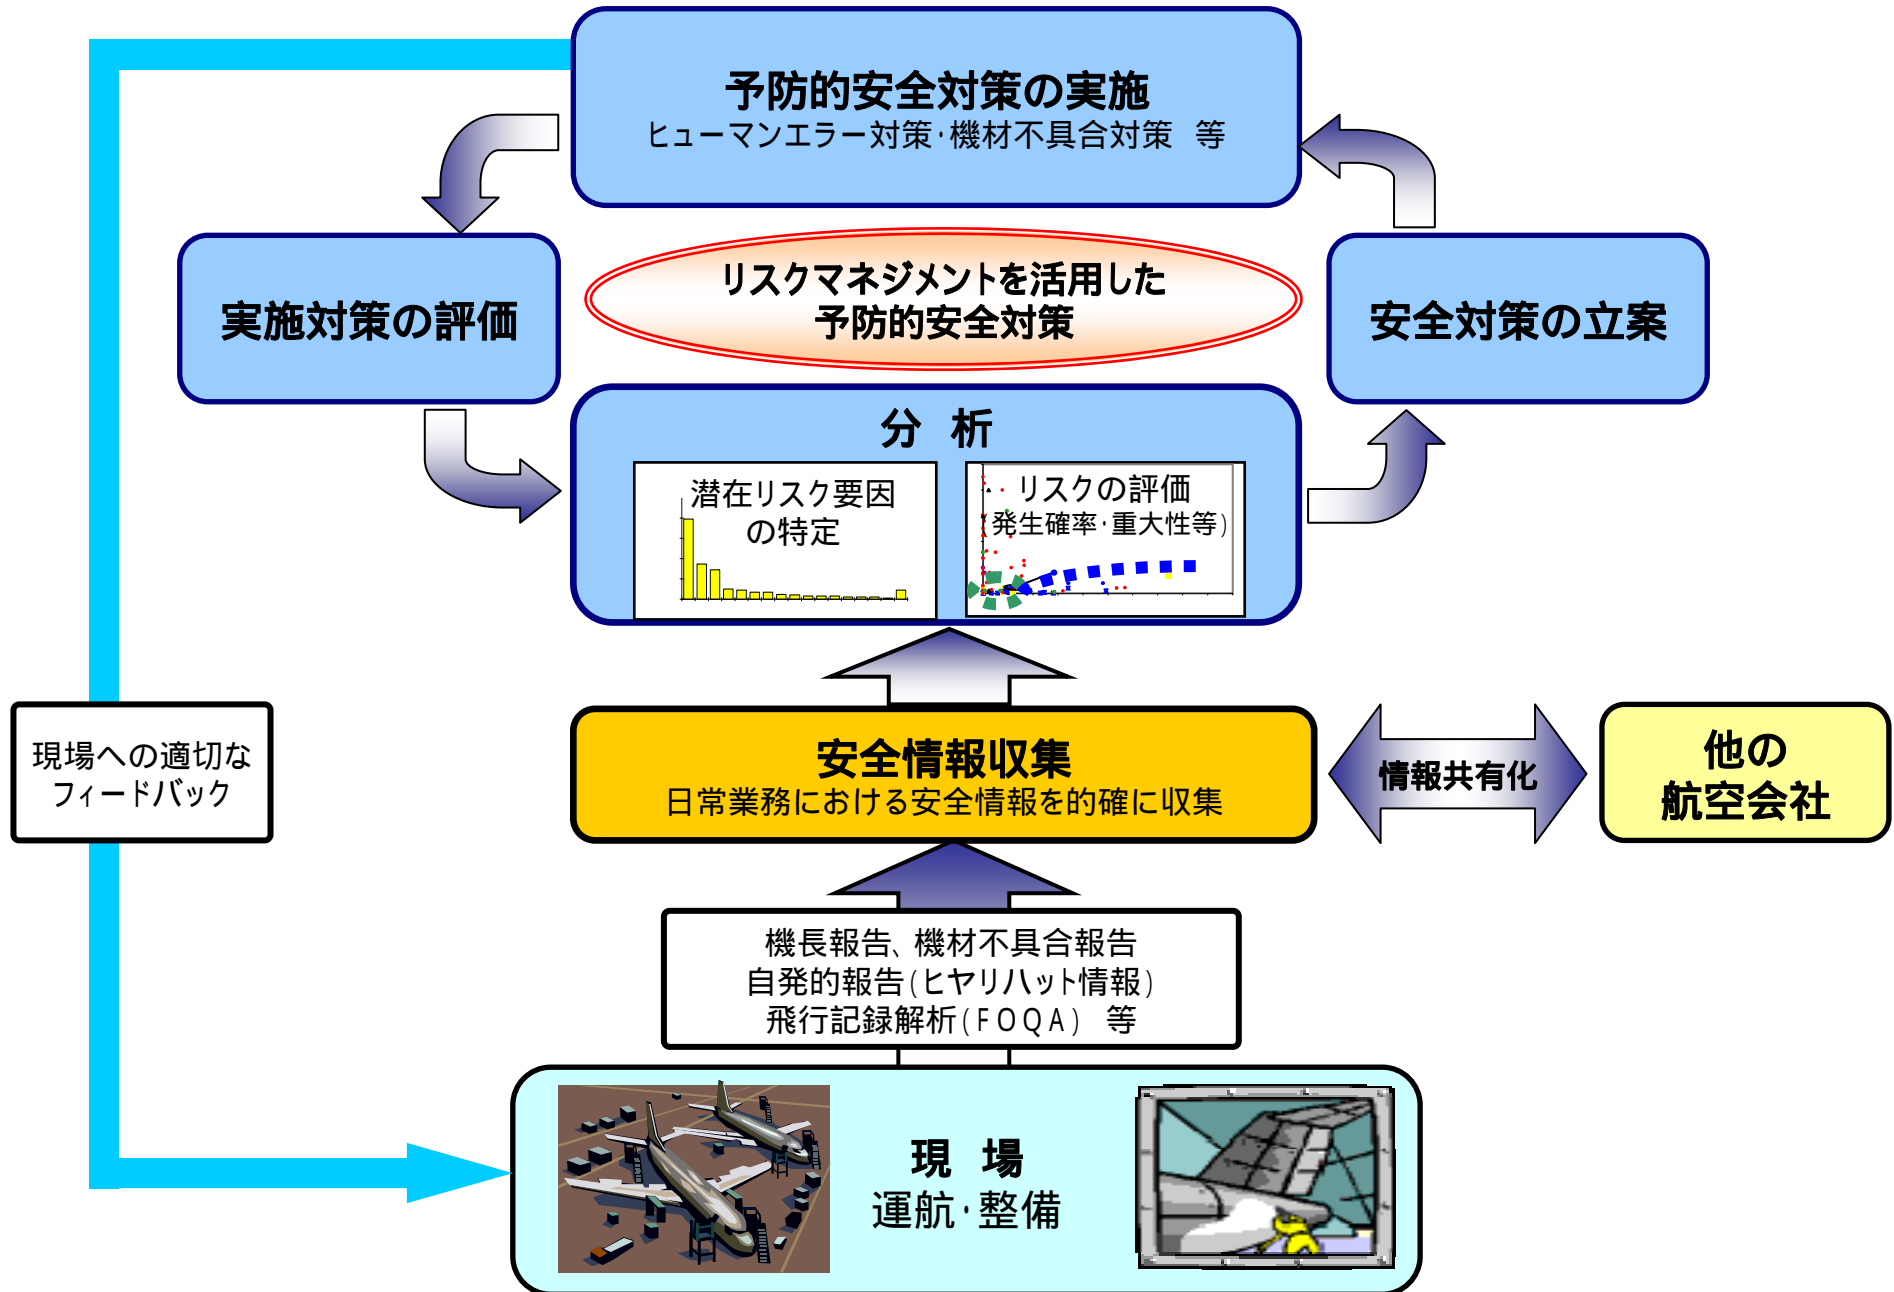 予防的安全対策の実施
ヒューマンエラー対策・機材不具合対策 等
リスクマネジメントを活用した
予防的安全対策
実施対策の評価
安全対策の立案
分 析
潜在リスク要因
の特定
リスクの評価
(発生確率・重大性等)
現場への適切な
フィードバック
安全情報収集
日常業務における安全情報を的確に収集
情報共有化
他の
航空会社
機長報告、機材不具合報告
自発的報告(ヒヤリハット情報)
飛行記録解析(FOQA) 等
現 場
運航・整備